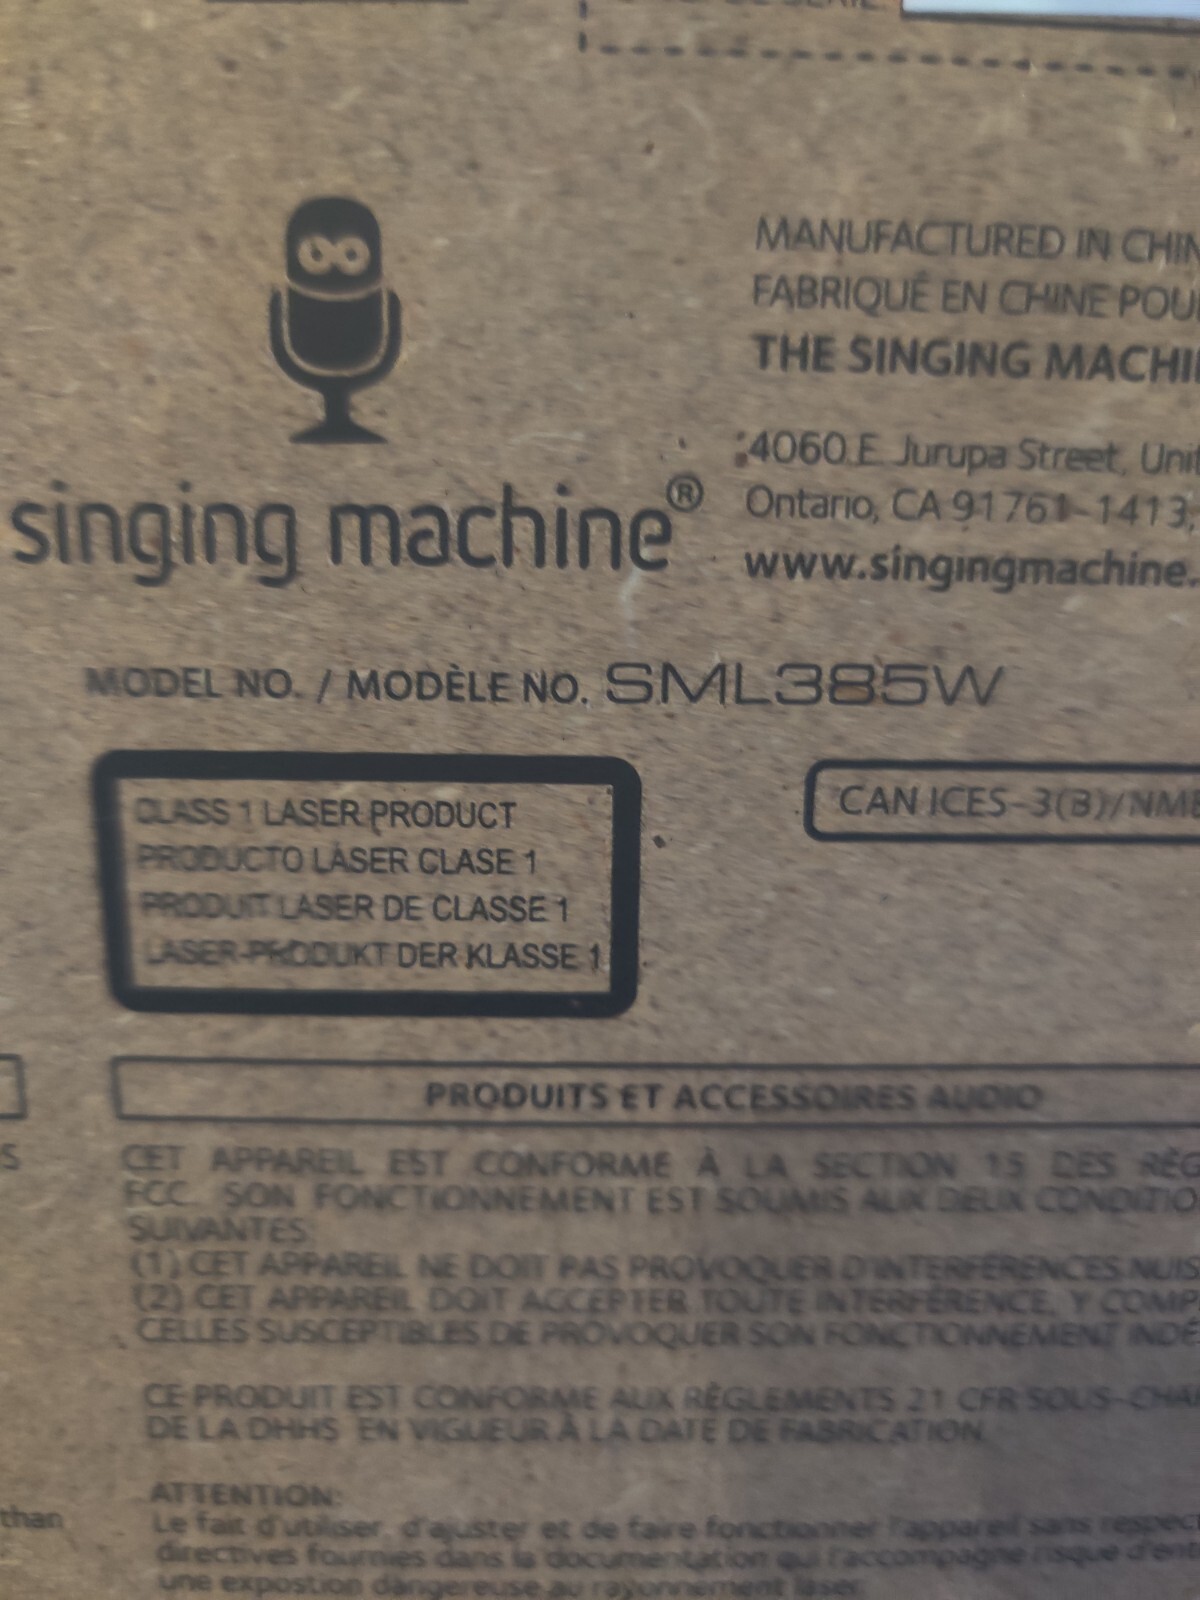 singing machine®
MANUFACTURED IN CHIN
FABRIQUÉ EN CHINE POU
THE SINGING MACHI
4060 E Jurupa Street, Unit
Ontario, CA 91761-1413,
www.singingmachine.
MODEL NO. / MODÈLE NO. SML385W
CLASS 1 LASER PRODUCT
PRODUCTO LÁSER CLASE 1
PRODUIT LASER DE CLASSE 1
LASER-PRODUKT DER KLASSE 1
CAN ICES-3(B)/NM
PRODUITS ET ACCESSOIRES AUDIO
CET APPAREIL EST CONFORME À LA SECTION 15 DES RÈG
FCC. SON FONCTIONNEMENT EST SOUMIS AUX DEUX CONDITIO
SUIVANTES:
(1) CET APPAREIL NE DOIT PAS PROVOQUER D'INTERFÉRENCES NUIS
(2) CET APPAREIL DOIT ACCEPTER TOUTE INTERFÉRENCE, Y COMP
CELLES SUSCEPTIBLES DE PROVOQUER SON FONCTIONNEMENT INDÉ
CE PRODUIT EST CONFORME AUX RÈGLEMENTS 21 CFR SOUS-CHA
DE LA DHHS EN VIGUEUR À LA DATE DE FABRICATION.
ATTENTION:
Le fait d'utiliser, d'ajuster et de faire fonctionner l'appareil sans respec
directives fournies dans la documentation qui l'accompagne risque d'ent
une expostion dangereuse au rayonnement laser.
than